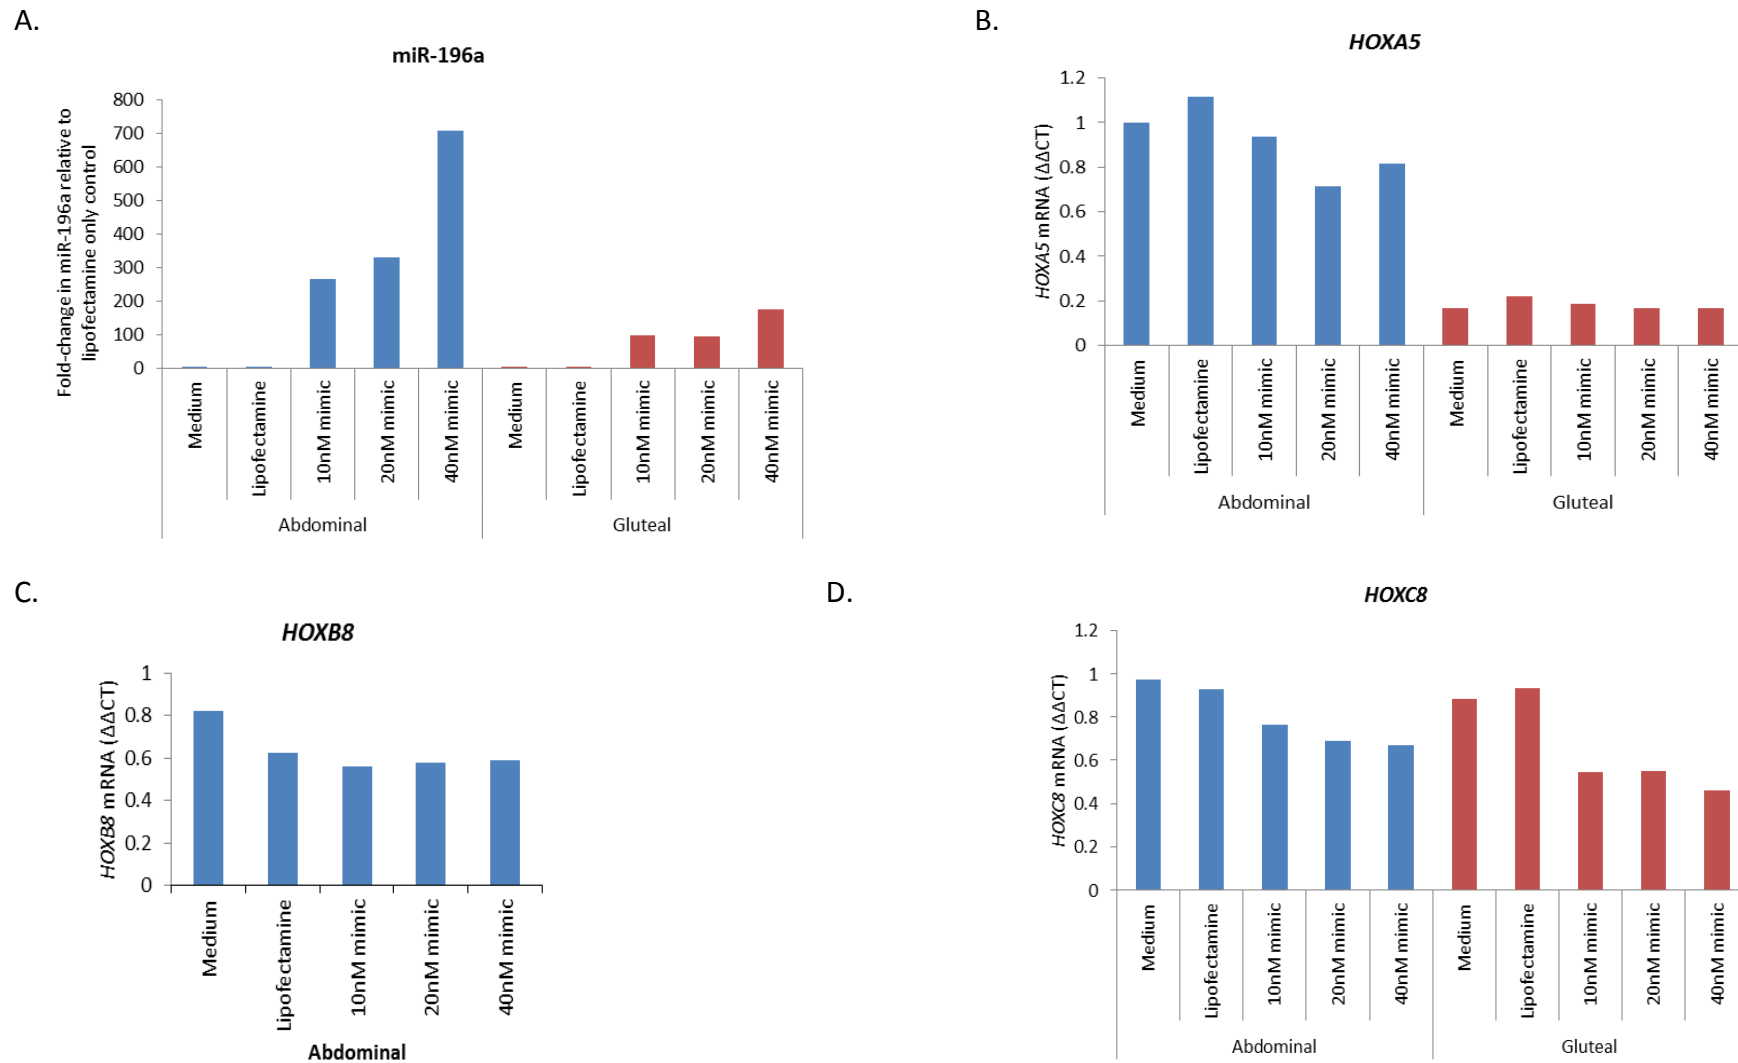 A.
miR-196a
Fold-change in miR-196a relative to
lipofectamine only control
800
700
600
500
400
300
200
100
0
Medium
Lipofectamine
10nM mimic
20nM mimic
40nM mimic
Medium
Lipofectamine
10nM mimic
20nM mimic
40nM mimic
Abdominal
Gluteal
B.
HOXA5
HOXA5 mRNA (ΔΔCT)
1.2
1
0.8
0.6
0.4
0.2
0
Medium
Lipofectamine
10nM mimic
20nM mimic
40nM mimic
Medium
Lipofectamine
10nM mimic
20nM mimic
40nM mimic
Abdominal
Gluteal
C.
HOXB8
HOXB8 mRNA (ΔΔCT)
1
0.8
0.6
0.4
0.2
0
Medium
Lipofectamine
10nM mimic
20nM mimic
40nM mimic
Abdominal
D.
HOXC8
HOXC8 mRNA (ΔΔCT)
1.2
1
0.8
0.6
0.4
0.2
0
Medium
Lipofectamine
10nM mimic
20nM mimic
40nM mimic
Medium
Lipofectamine
10nM mimic
20nM mimic
40nM mimic
Abdominal
Gluteal